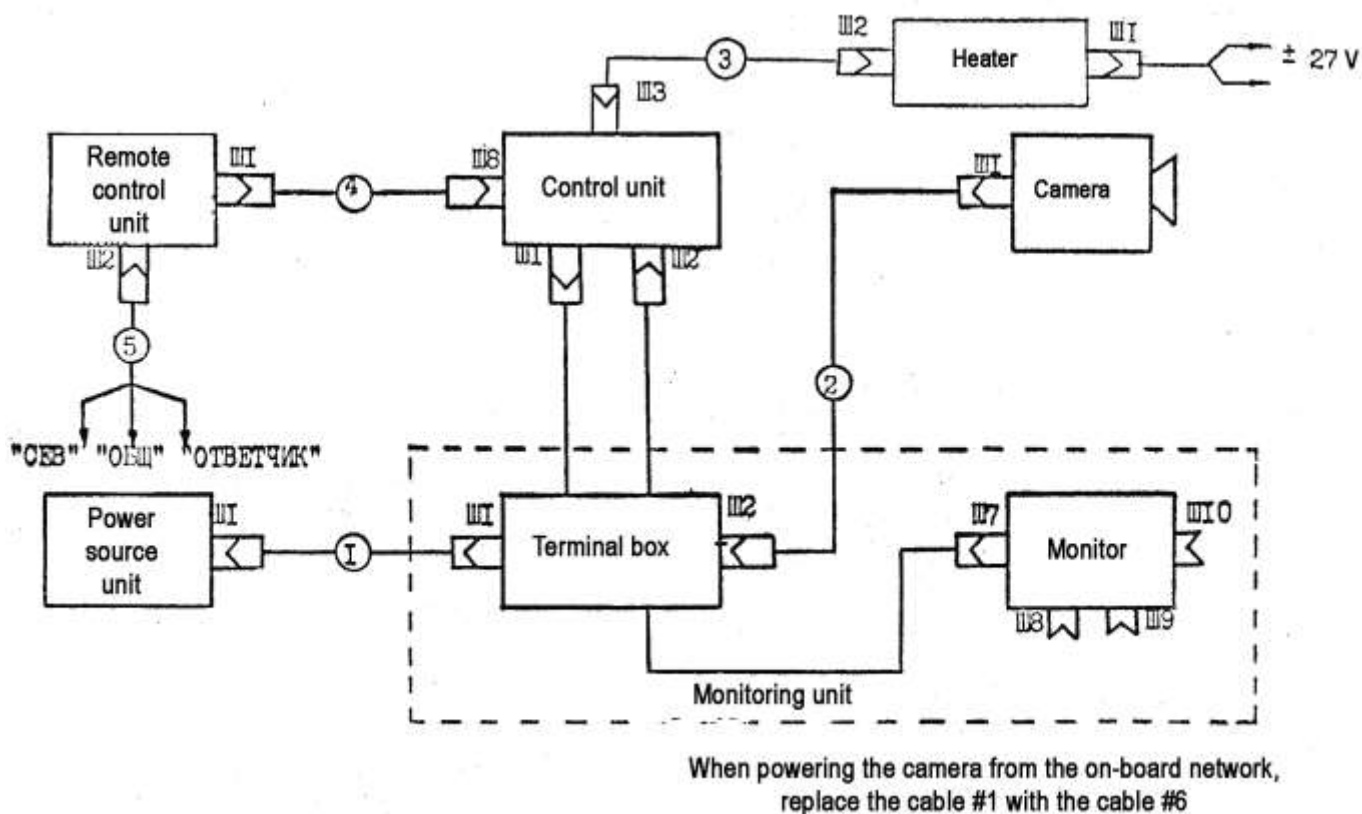 Ш2
ШI
3
Heater
± 27 V
Ш3
Remote
control
unit
ШI
4
Ш8
Control unit
ШI
Camera
Ш2
ШI
Ш2
5
2
"СЕВ" "ОБЩ" "ОТВЕТЧИК"
Power
source
unit
ШI
I
ШI
Terminal box
Ш2
Ш7
Monitor
ШIO
Ш8
Ш9
Monitoring unit
When powering the camera from the on-board network,
replace the cable #1 with the cable #6